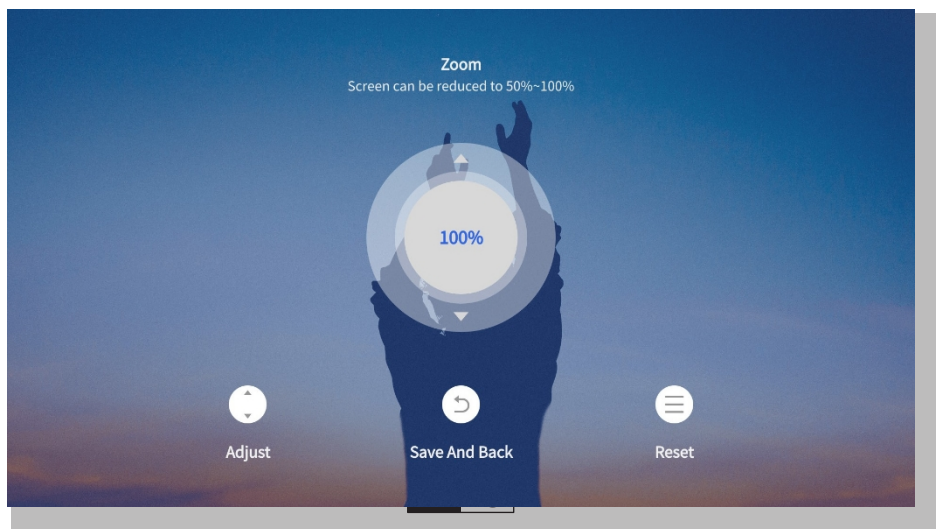 Zoom
Screen can be reduced to 50%~100%
100%
Adjust
Save And Back
Reset